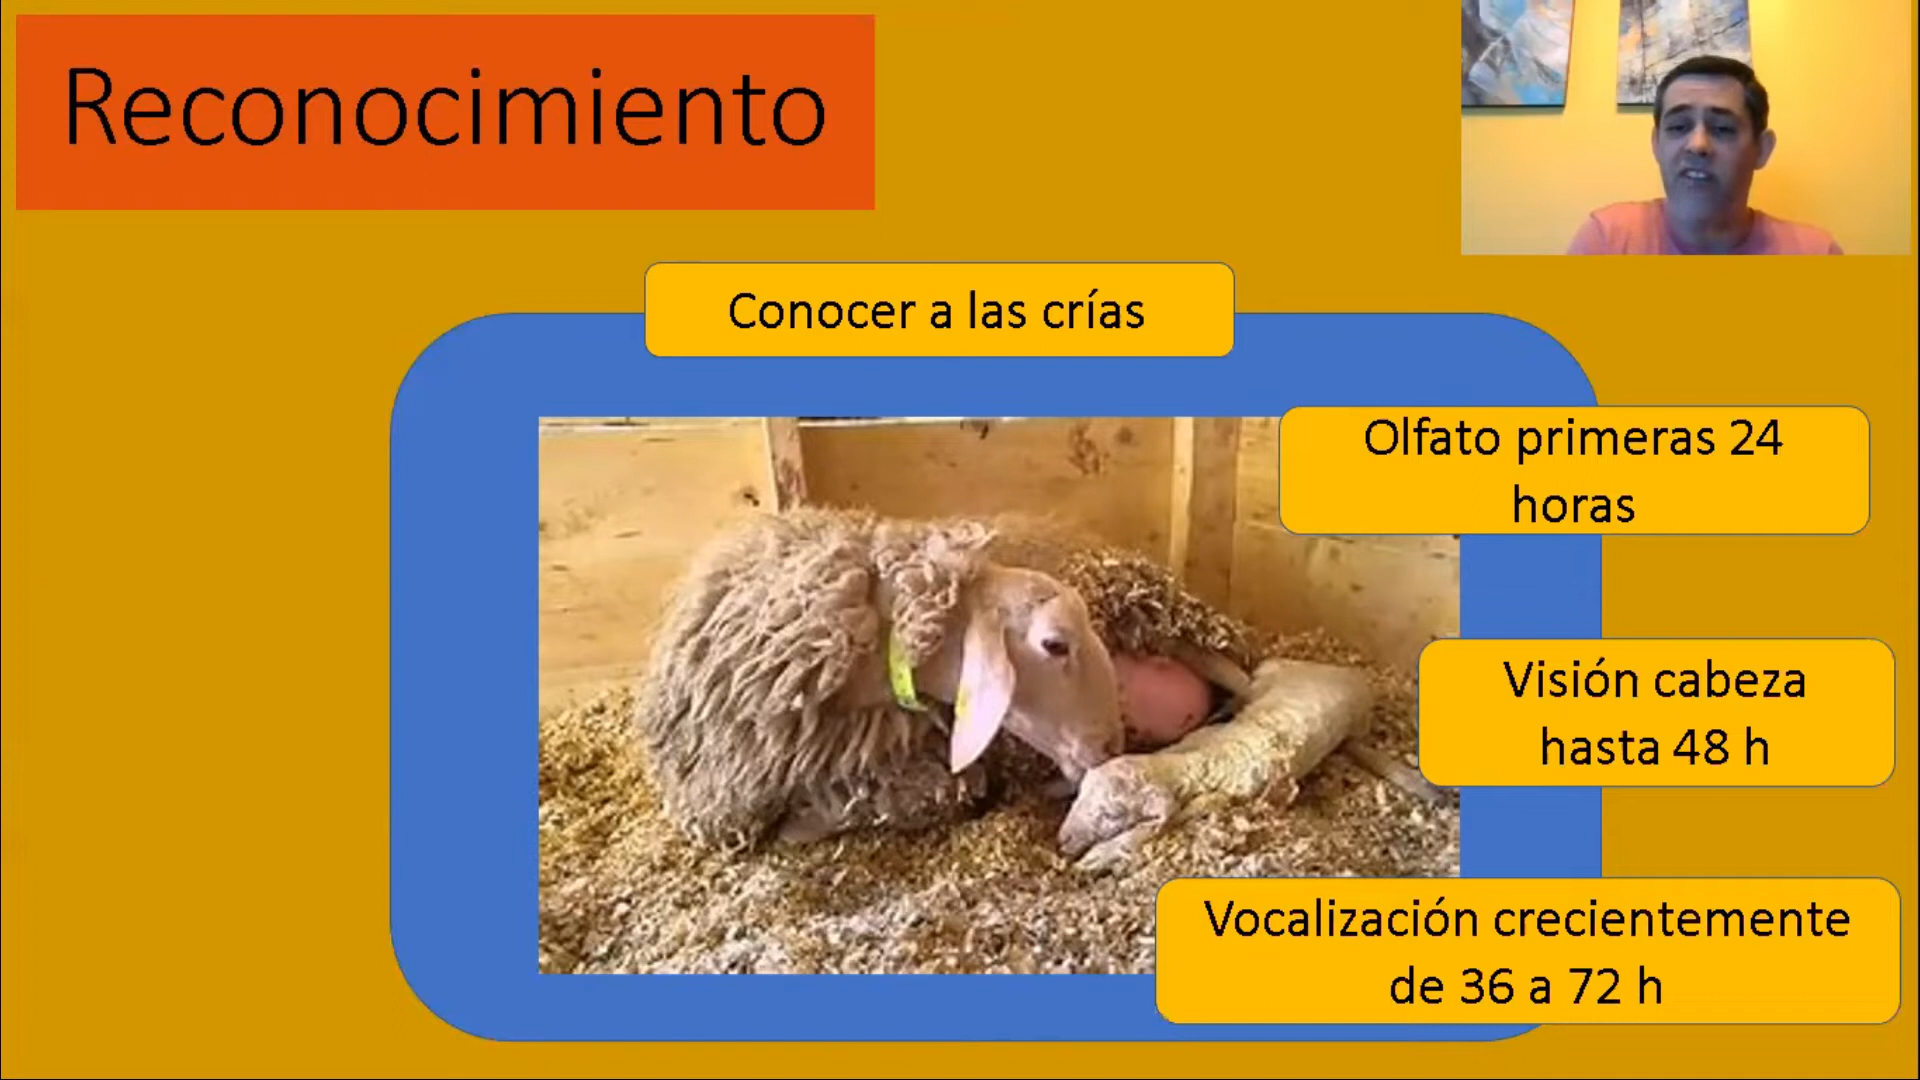 Reconocimiento
Conocer a las crías
Olfato primeras 24
horas
Visión cabeza
hasta 48 h
Vocalización crecientemente
de 36 a 72 h